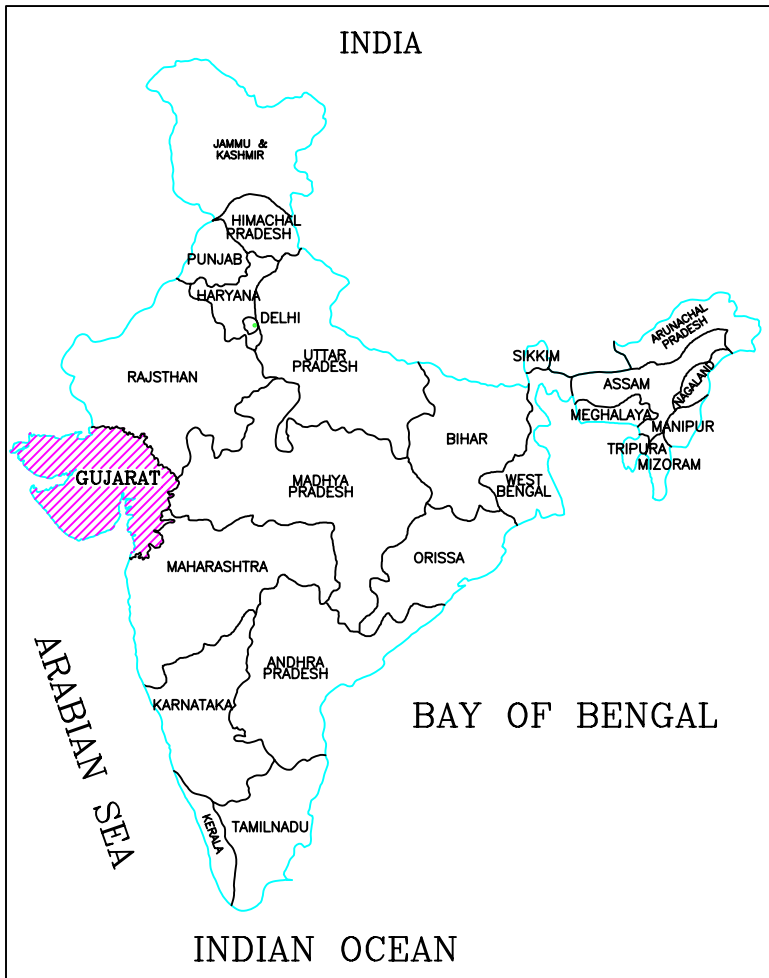 INDIA
JAMMU &
KASHMIR
HIMACHAL
PRADESH
PUNJAB
HARYANA
DELHI
UTTAR
PRADESH
RAJSTHAN
SIKKIM
ARUNACHAL
PRADESH
ASSAM
NAGALAND
MEGHALAYA
MANIPUR
TRIPURA
MIZORAM
BIHAR
WEST
BENGAL
GUJARAT
MADHYA
PRADESH
ORISSA
MAHARASHTRA
ANDHRA
PRADESH
KARNATAKA
KERALA
TAMILNADU
ARABIAN SEA
BAY OF BENGAL
INDIAN OCEAN